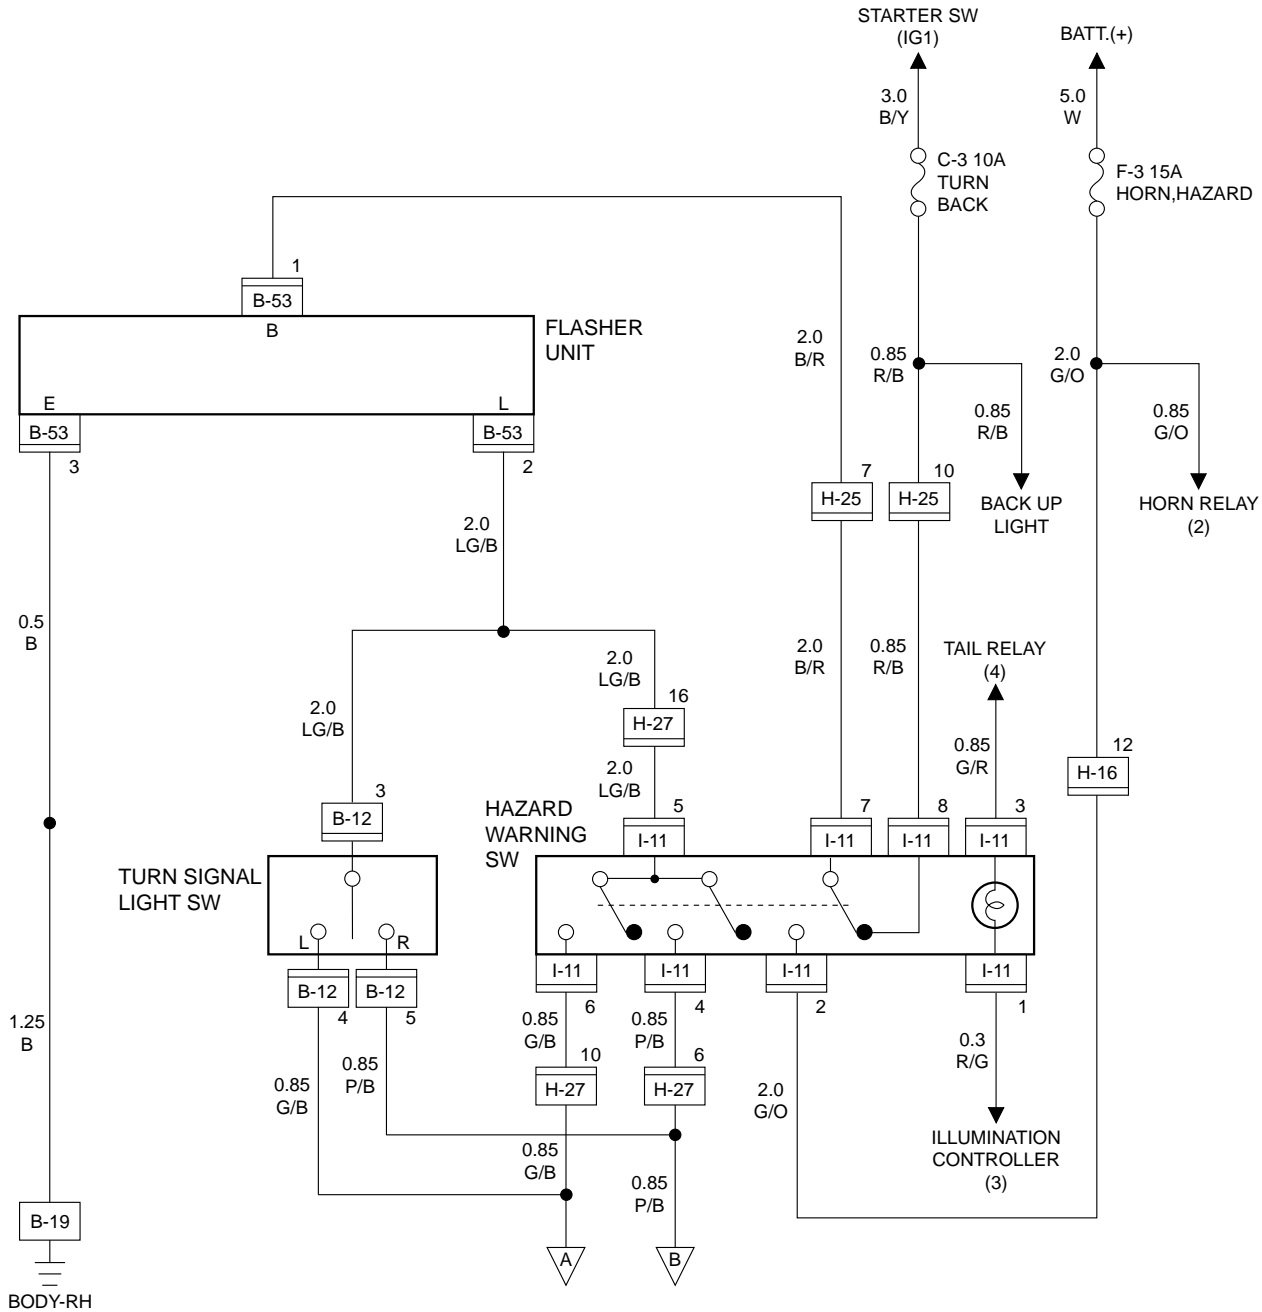 STARTER SW
(IG1)
BATT.(+)
3.0
B/Y
5.0
W
C-3 10A
TURN
BACK
F-3 15A
HORN,HAZARD
1
B-53
B
FLASHER
UNIT
E
L
B-53
3
B-53
2
2.0
B/R
0.85
R/B
2.0
G/O
0.85
R/B
0.85
G/O
7
H-25
10
H-25
BACK UP
LIGHT
HORN RELAY
(2)
2.0
LG/B
0.5
B
2.0
LG/B
2.0
B/R
0.85
R/B
TAIL RELAY
(4)
16
H-27
2.0
LG/B
0.85
G/R
12
H-16
2.0
LG/B
3
B-12
HAZARD
WARNING
SW
5
I-11
7
I-11
8
I-11
3
I-11
TURN SIGNAL
LIGHT SW
L
R
B-12
4
B-12
5
I-11
6
I-11
4
I-11
2
I-11
1
1.25
B
0.85
G/B
0.85
P/B
0.85
G/B
10
H-27
0.85
P/B
6
H-27
2.0
G/O
0.3
R/G
ILLUMINATION
CONTROLLER
(3)
0.85
G/B
0.85
P/B
B-19
A
B
BODY-RH